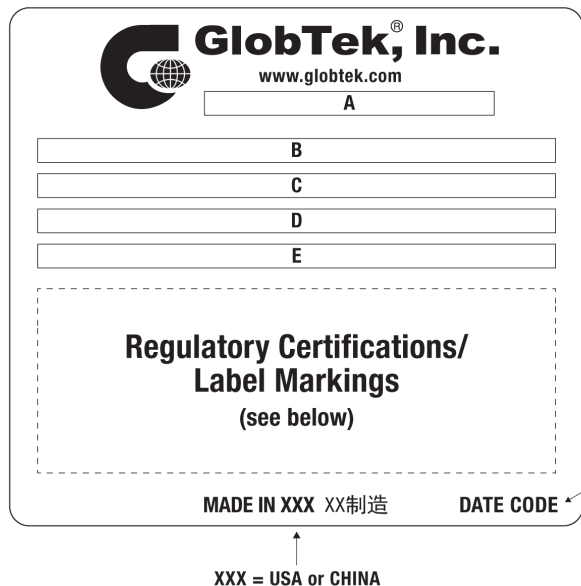 GlobTek,® Inc.
www.globtek.com
A
B
C
D
E
Regulatory Certifications/
Label Markings
(see below)
MADE IN XXX XX制造 DATE CODE
XXX = USA or CHINA